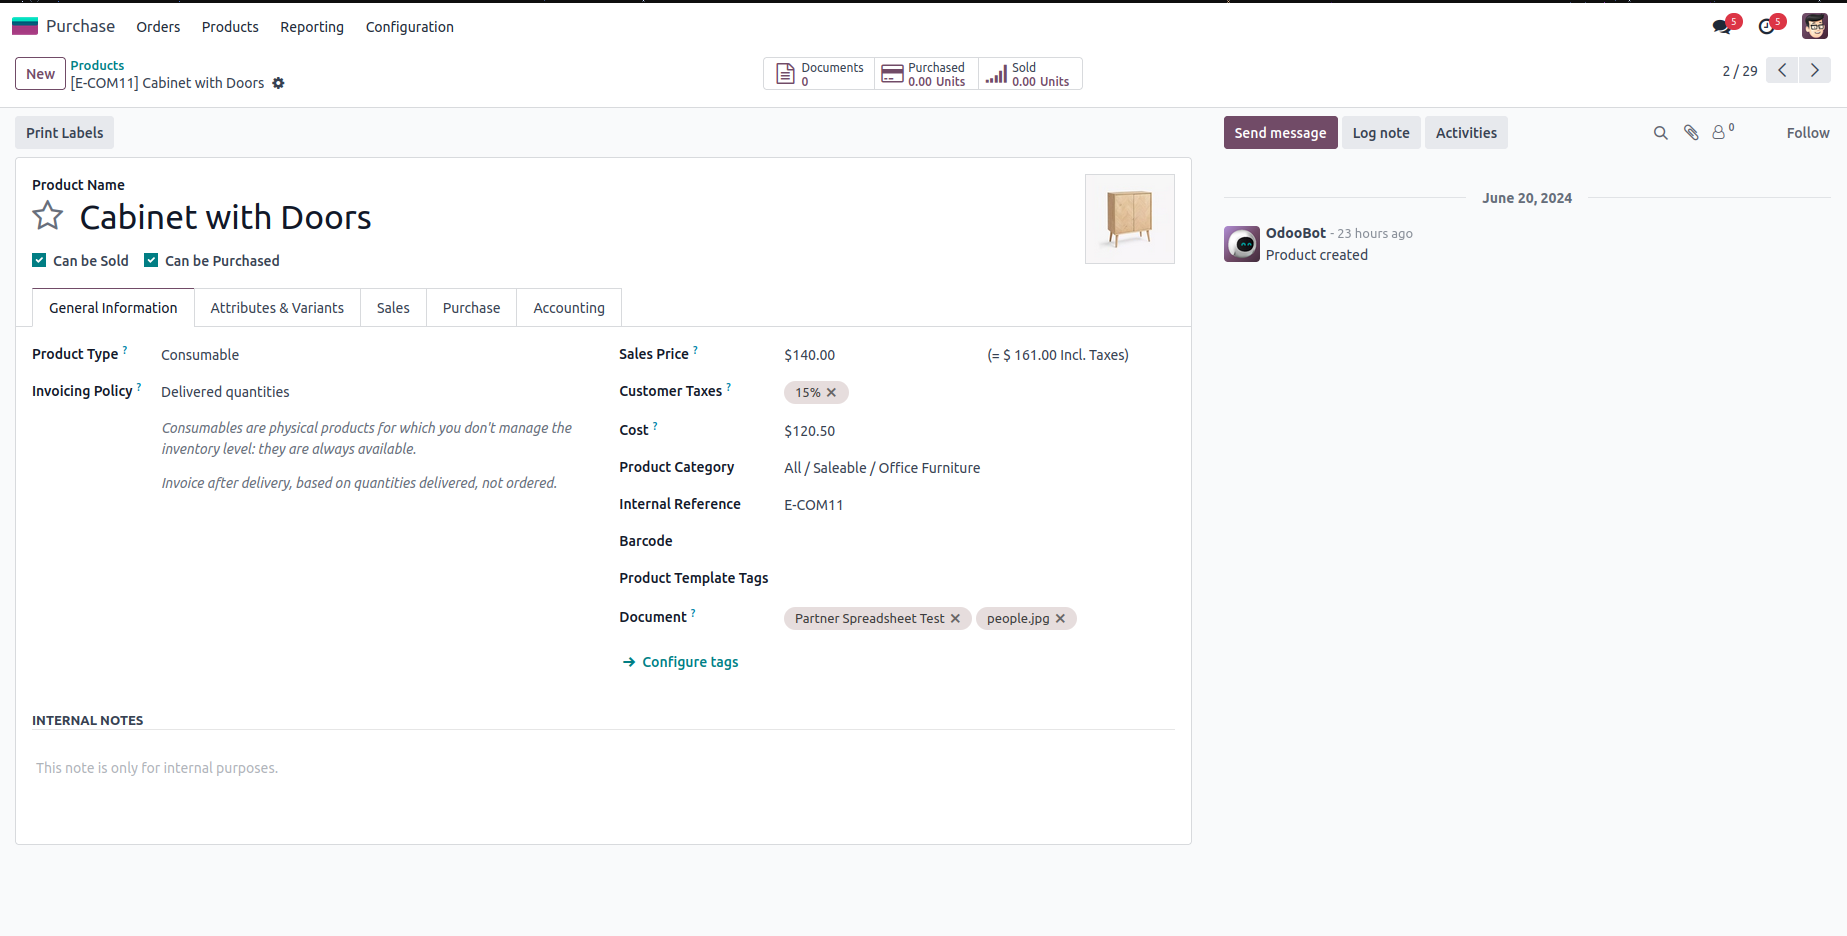 Purchase Orders Products Reporting Configuration 5 5
New Products
[E-COM11] Cabinet with Doors
Documents
0
Purchased
0.00 Units
Sold
0.00 Units
2 / 29
Print Labels
Send message Log note Activities 0 Follow
Product Name
Cabinet with Doors
Can be Sold Can be Purchased
General Information Attributes & Variants Sales Purchase Accounting
Product Type ? Consumable
Invoicing Policy ? Delivered quantities
Consumables are physical products for which you don't manage the
inventory level: they are always available.
Invoice after delivery, based on quantities delivered, not ordered.
Sales Price ? $140.00 (= $ 161.00 Incl. Taxes)
Customer Taxes ? 15%
Cost ? $120.50
Product Category All / Saleable / Office Furniture
Internal Reference E-COM11
Barcode
Product Template Tags
Document ? Partner Spreadsheet Test people.jpg
Configure tags
INTERNAL NOTES
This note is only for internal purposes.
June 20, 2024
OdooBot - 23 hours ago
Product created